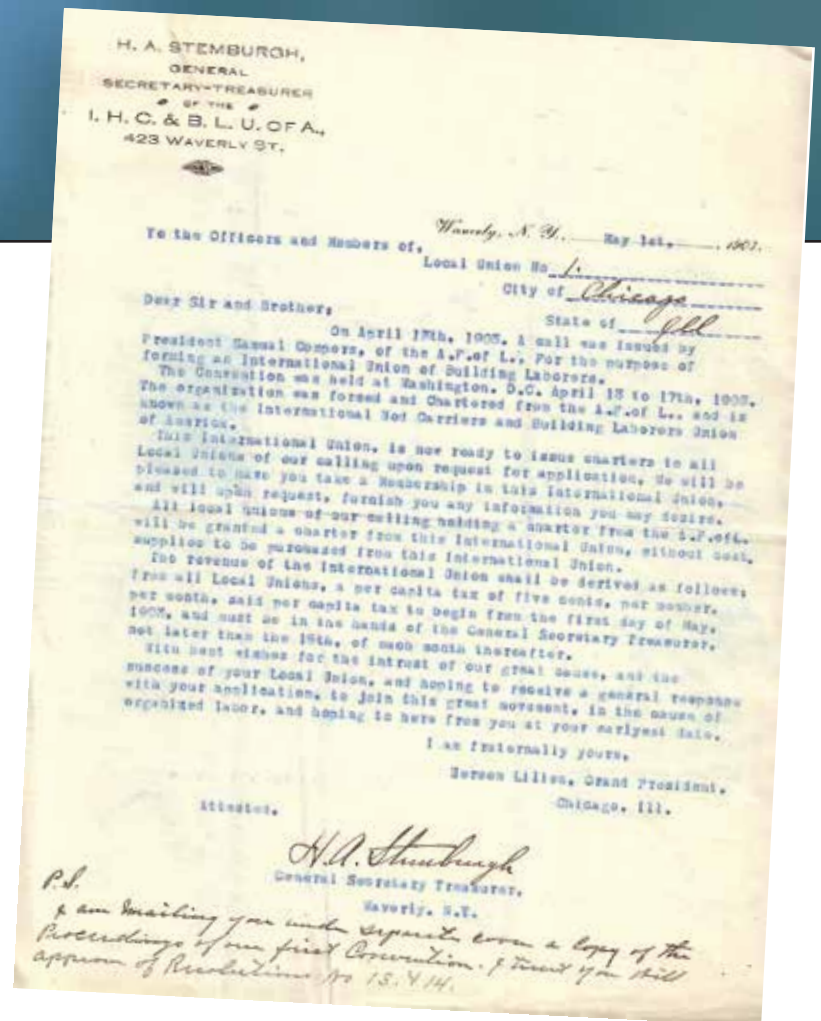 H. A. STEMBURGH,
GENERAL
SECRETARY-TREASURER
OF THE
I. H. C. & B. L. U. OF A.,
423 WAVERLY ST,
Waverly, N. Y., May 1st. , 1903.
To the Officers and Members of,
Local Union No 1.
City of Chicago
State of Ill
Dear Sir and Brother,
On April 13th, 1903. A call was issued by
President Samual Gompers, of the A.F.of L., For the purpose of
forming an International Union of Building Laborers.
The Convention was held at Washington. D.C. April 13 to 17th, 1903.
The organization was formed and Chartered from the A.F.of L.. and is
known as the International Hod Carriers and Building Laborers Union
of America.
This International Union, is now ready to issue charters to all
Local Unions of our calling upon request for application, We will be
pleased to have you take a Membership in this International Union,
and will upon request, furnish you any information you may desire.
All local unions of our calling holding a charter from the A.F.ofL.
will be granted a charter from this International Union, without cost,
supplies to be purchased from this International Union.
The revenue of the International Union shall be derived as follows;
from all Local Unions, a per capita tax of five cents, per member,
per month, said per capita tax to begin from the first day of May,
1903, and must be in the hands of the General Secretary Treasurer,
not later than the 15th, of each month thereafter.
With best wishes for the intrest of our great cause, and the
success of your Local Union, and hoping to receive a general response
with your application, to join this great movement, in the cause of
organized labor, and hoping to here from you at your earlyest date.
I am fraternally yours,
Herman Lilien, Grand President.
Chicago, Ill.
Attested.
H.A. Stemburgh
General Secretary Treasurer,
Waverly, N.Y.
P.S.
I am mailing you under separate cover a Copy of the
Proceedings of our first Convention. I trust you will
approve of Resolutions No 13.4.14.